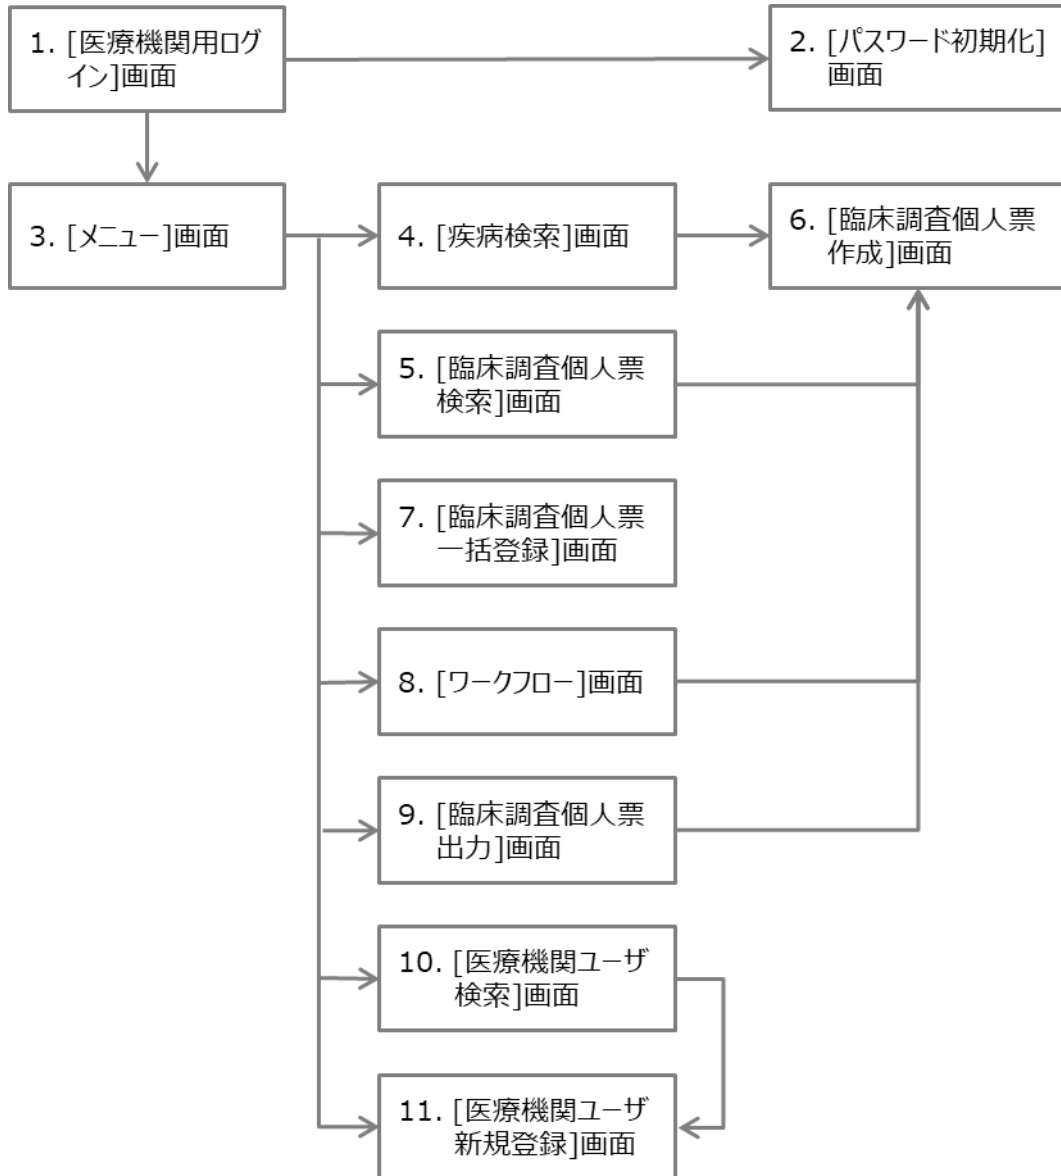 1. [医療機関用ログ
イン]画面
2. [パスワード初期化]
画面
3. [メニュー]画面
4. [疾病検索]画面
6. [臨床調査個人票
作成]画面
5. [臨床調査個人票
検索]画面
7. [臨床調査個人票
一括登録]画面
8. [ワークフロー]画面
9. [臨床調査個人票
出力]画面
10. [医療機関ユーザ
検索]画面
11. [医療機関ユーザ
新規登録]画面